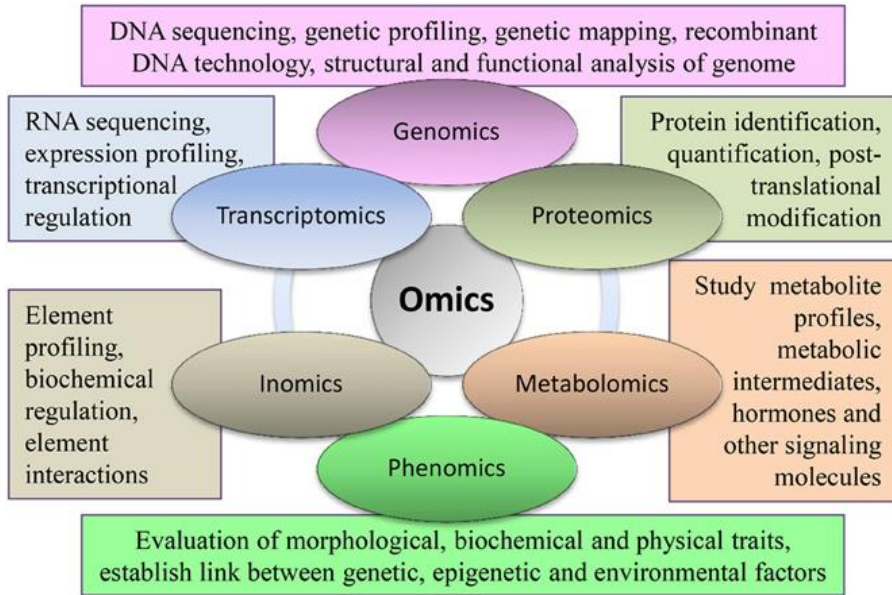 DNA sequencing, genetic profiling, genetic mapping, recombinant
DNA technology, structural and functional analysis of genome
Genomics
RNA sequencing,
expression profiling,
transcriptional
regulation
Transcriptomics
Protein identification,
quantification, post-
translational
modification
Proteomics
Omics
Element
profiling,
biochemical
regulation,
element
interactions
Inomics
Study metabolite
profiles,
metabolic
intermediates,
hormones and
other signaling
molecules
Metabolomics
Phenomics
Evaluation of morphological, biochemical and physical traits,
establish link between genetic, epigenetic and environmental factors